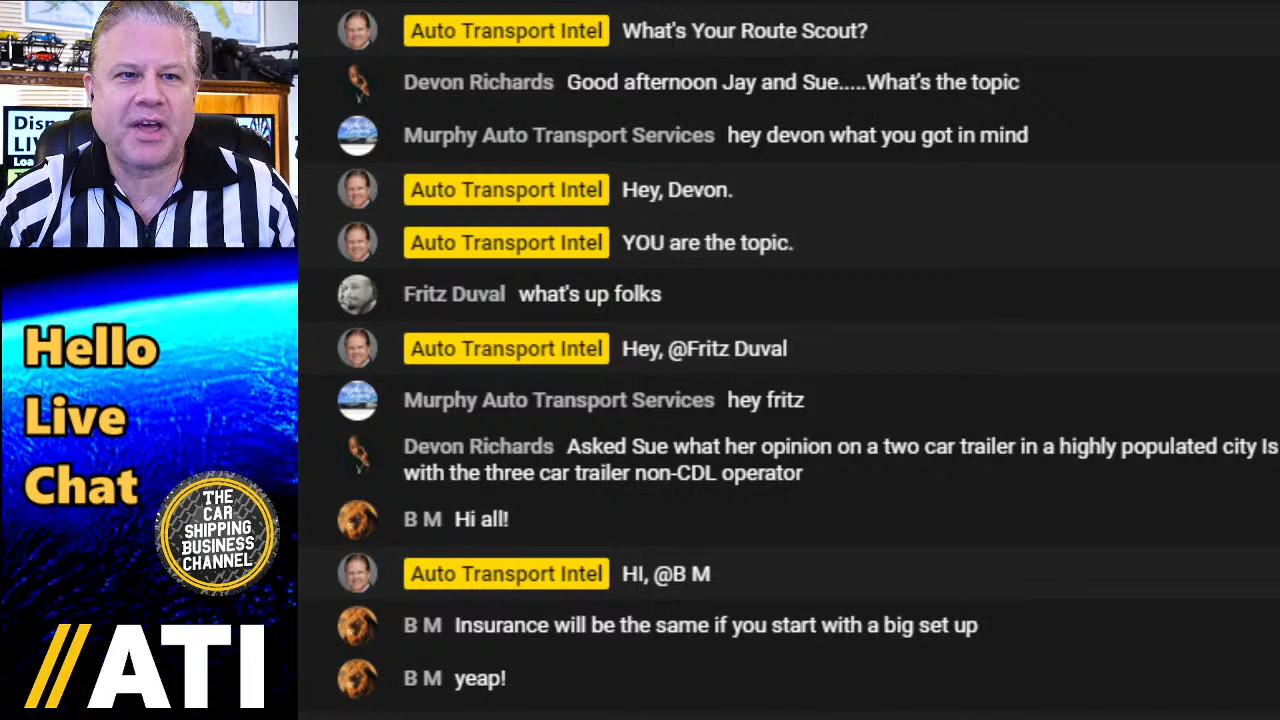 Auto Transport Intel What's Your Route Scout?
Devon Richards Good afternoon Jay and Sue.....What's the topic
Murphy Auto Transport Services hey devon what you got in mind
Auto Transport Intel Hey, Devon.
Auto Transport Intel YOU are the topic.
Fritz Duval what's up folks
Auto Transport Intel Hey, @Fritz Duval
Murphy Auto Transport Services hey fritz
Devon Richards Asked Sue what her opinion on a two car trailer in a highly populated city Is
with the three car trailer non-CDL operator
B M Hi all!
Auto Transport Intel HI, @B M
B M Insurance will be the same if you start with a big set up
B M yeap!
Hello
Live
Chat
THE
CAR
SHIPPING
BUSINESS
CHANNEL
//ATI